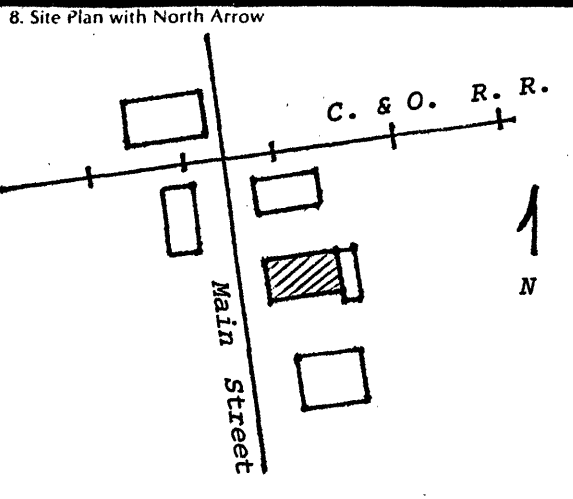 8. Site Plan with North Arrow
C. & O. R. R.
N
Main Street